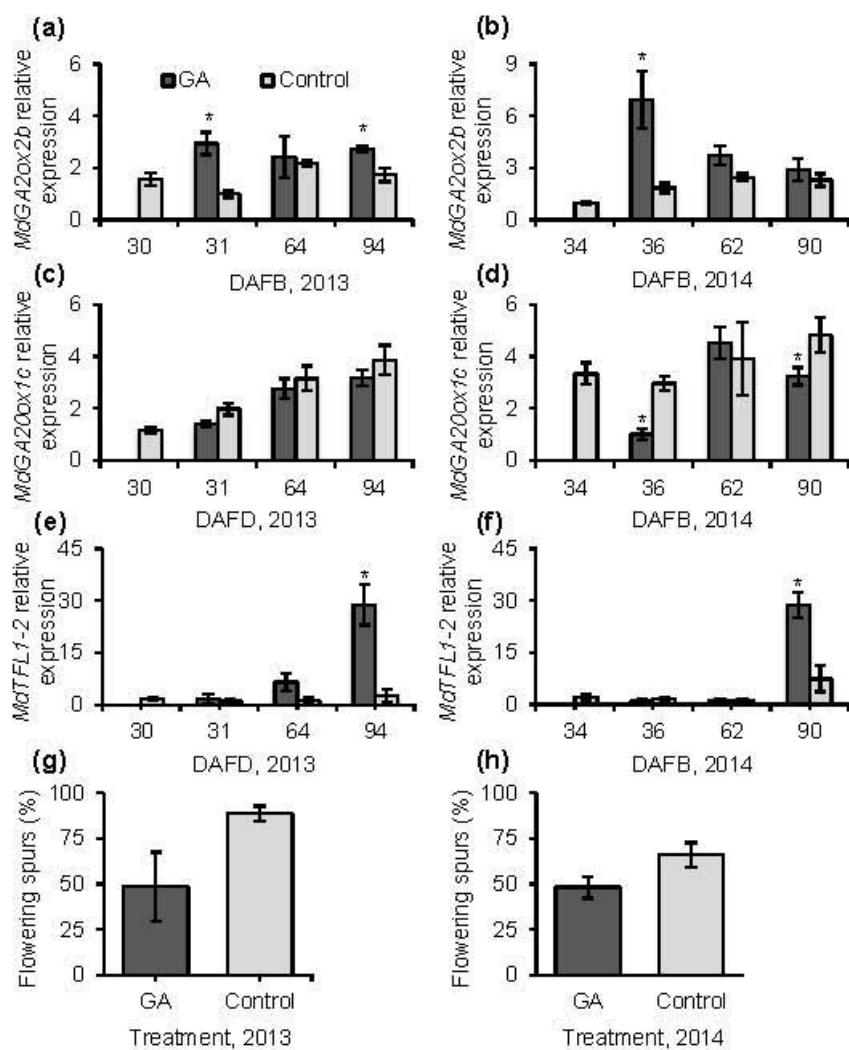 (a)
(b)
MdGA2ox2b relative
expression
6
4
2
0
GA
Control
*
*
30
31
64
94
DAFB, 2013
MdGA2ox2b relative
expression
9
6
3
0
*
34
36
62
90
DAFB, 2014
(c)
(d)
MdGA20ox1c relative
expression
6
4
2
0
30
31
64
94
DAFD, 2013
MdGA20ox1c relative
expression
6
4
2
0
*
*
34
36
62
90
DAFB, 2014
(e)
(f)
MdTFL1-2 relative
expression
45
30
15
0
*
30
31
64
94
DAFD, 2013
MdTFL1-2 relative
expression
45
30
15
0
*
34
36
62
90
DAFB, 2014
(g)
(h)
Flowering spurs (%)
100
75
50
25
0
GA
Control
Treatment, 2013
Flowering spurs (%)
100
75
50
25
0
GA
Control
Treatment, 2014